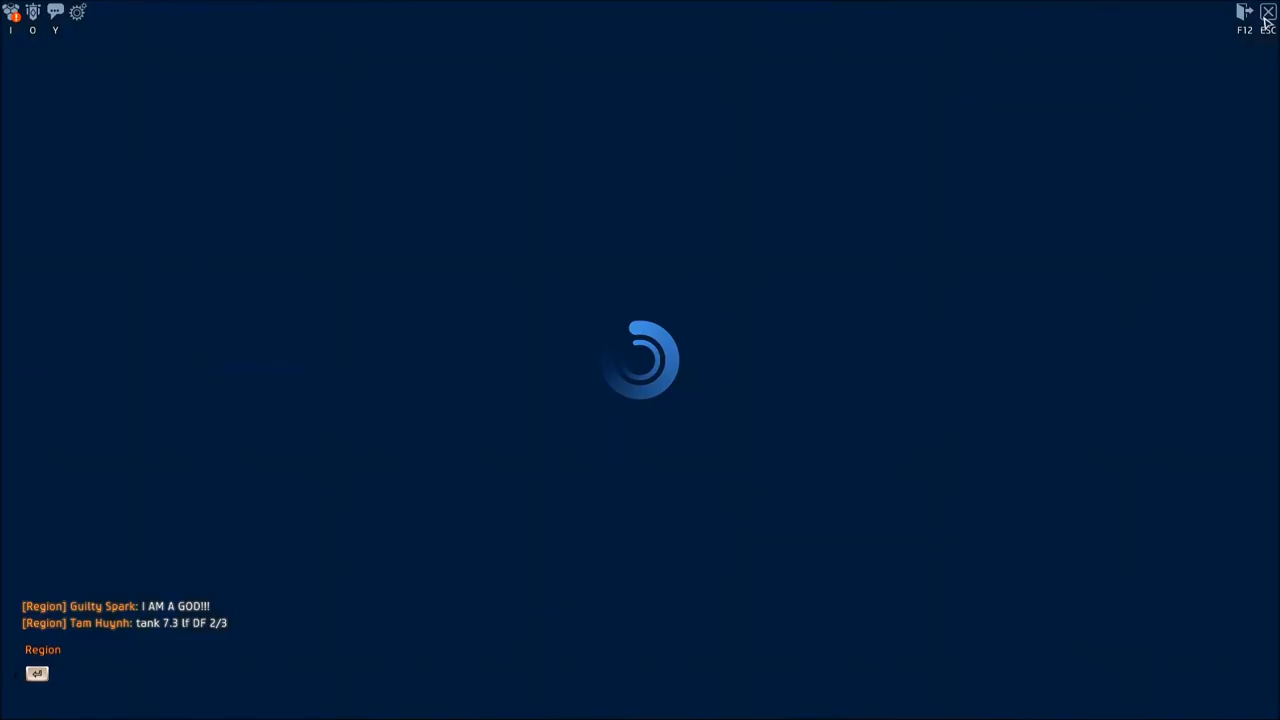 I O Y
F12 ESC
[Region] Guilty Spark: I AM A GOD!!!
[Region] Tam Huynh: tank 7.3 lf DF 2/3
Region